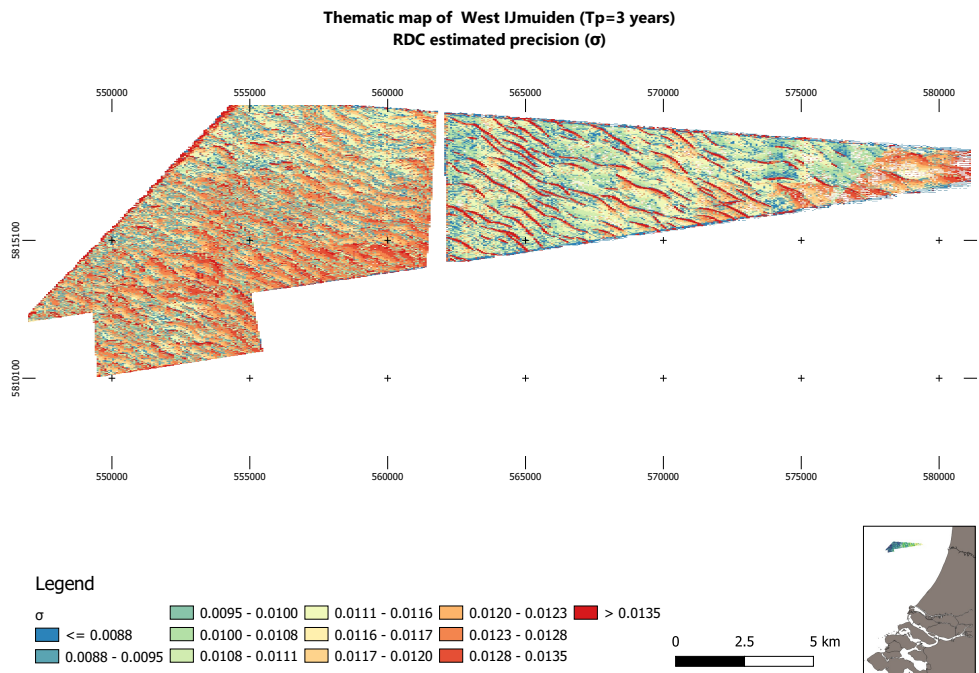 Thematic map of West IJmuiden (Tp=3 years)
RDC estimated precision (σ)
550000 555000 560000 565000 570000 575000 580000
5815100
5810100
550000 555000 560000 565000 570000 575000 580000
Legend
σ
<= 0.0088
0.0088 - 0.0095
0.0095 - 0.0100
0.0100 - 0.0108
0.0108 - 0.0111
0.0111 - 0.0116
0.0116 - 0.0117
0.0117 - 0.0120
0.0120 - 0.0123
0.0123 - 0.0128
0.0128 - 0.0135
> 0.0135
0 2.5 5 km